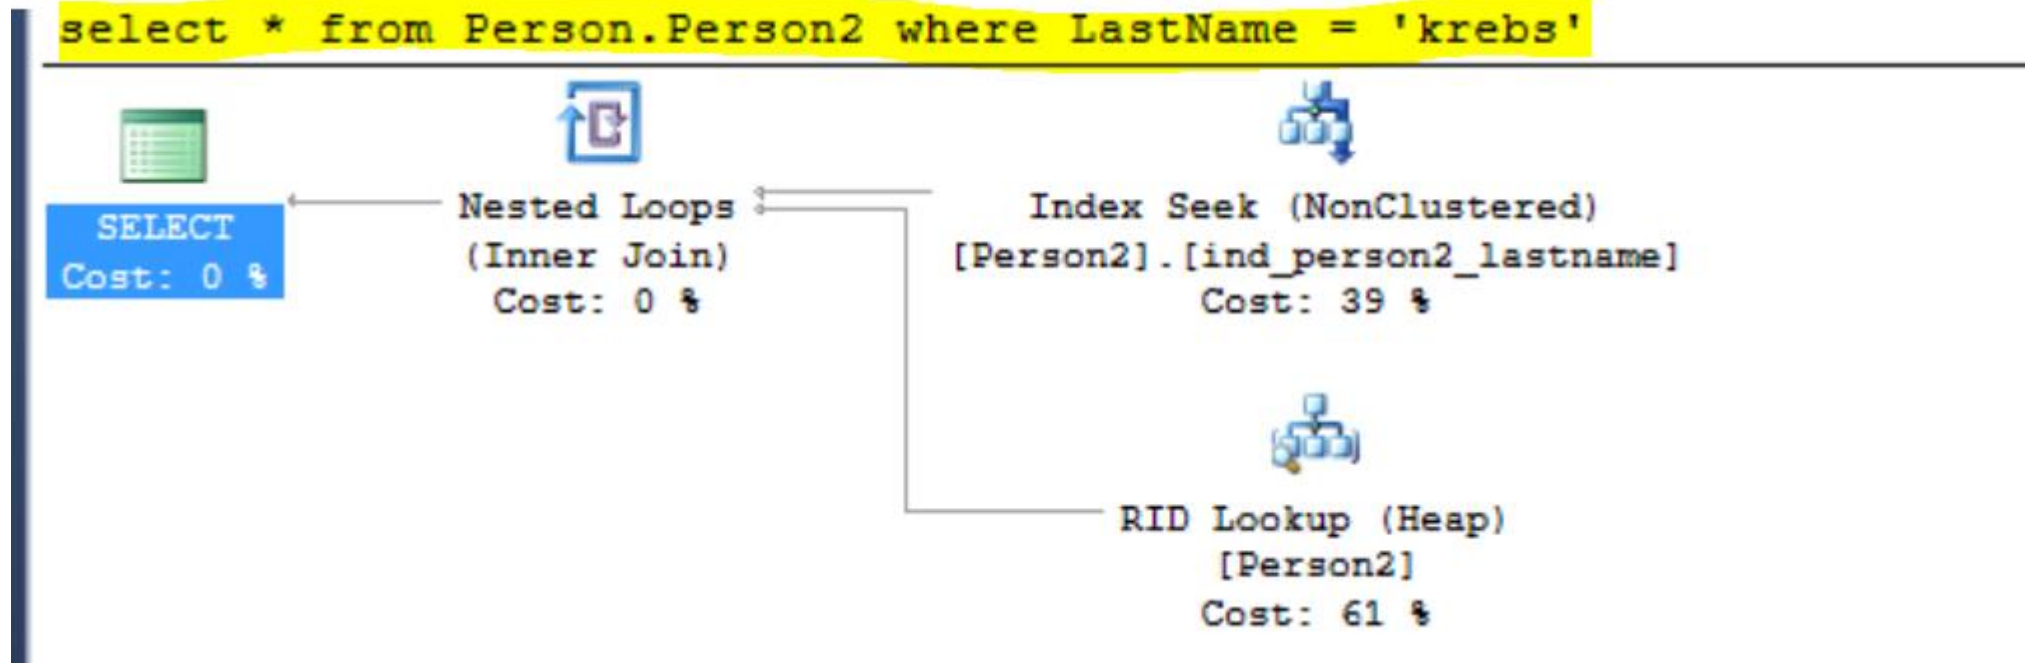 select * from Person.Person2 where LastName = 'krebs'
SELECT
Cost: 0 %
Nested Loops
(Inner Join)
Cost: 0 %
Index Seek (NonClustered)
[Person2].[ind_person2_lastname]
Cost: 39 %
RID Lookup (Heap)
[Person2]
Cost: 61 %